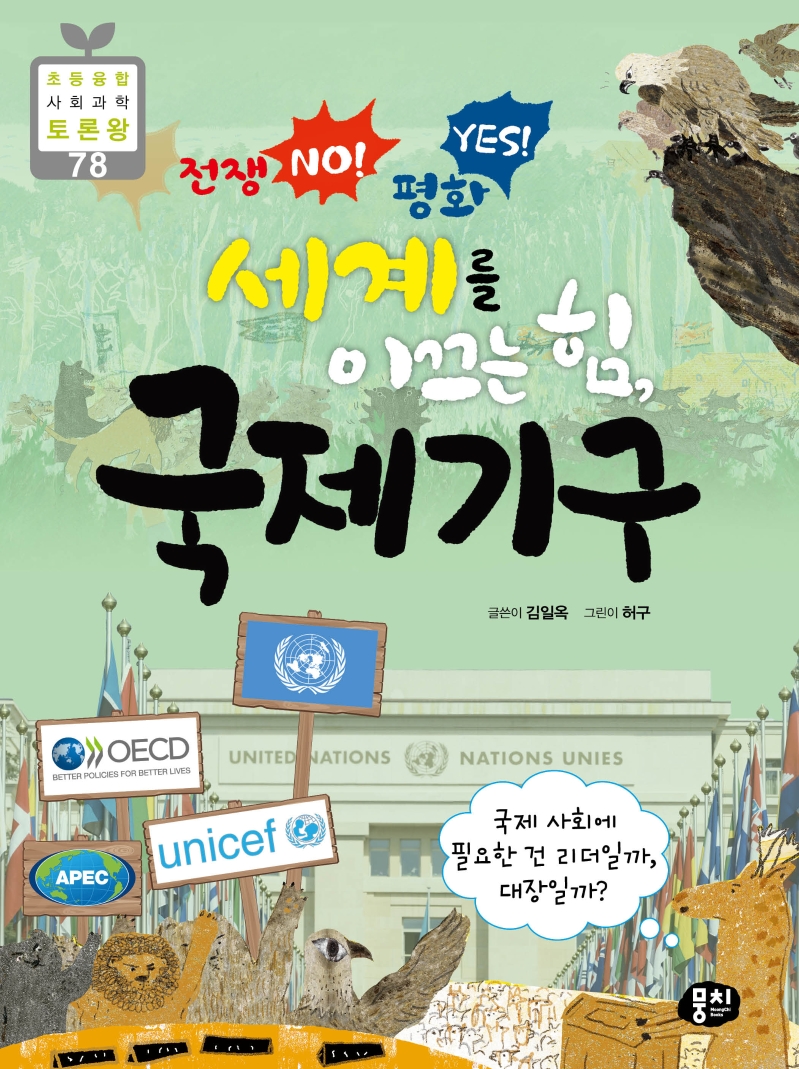 초등융합
사회과학
토론왕
78
전쟁 NO!
평화 YES!
세계를
이끄는 힘,
국제기구
글쓴이 김일옥 그린이 허구
OECD
BETTER POLICIES FOR BETTER LIVES
UNITED NATIONS NATIONS UNIES
unicef
APEC
국제 사회에
필요한 건 리더일까,
대장일까?
뭉치
MoongChi
Books